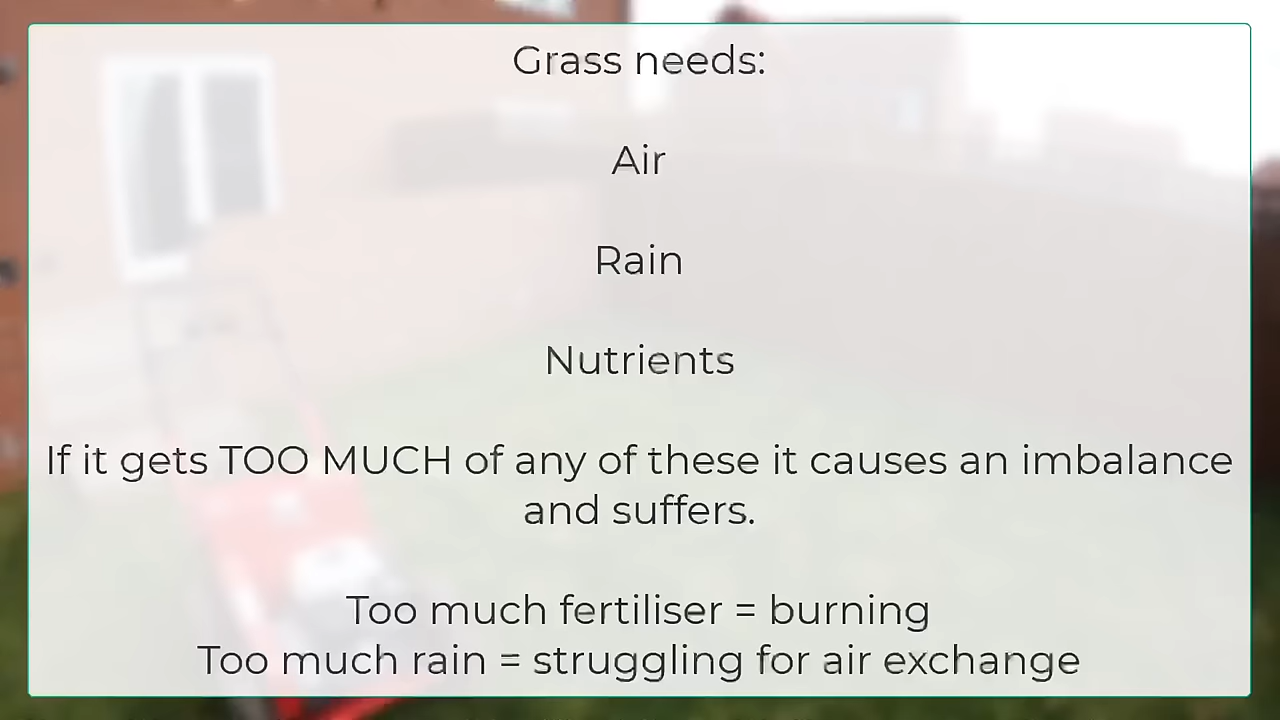 Grass needs:
Air
Rain
Nutrients
If it gets TOO MUCH of any of these it causes an imbalance
and suffers.
Too much fertiliser = burning
Too much rain = struggling for air exchange